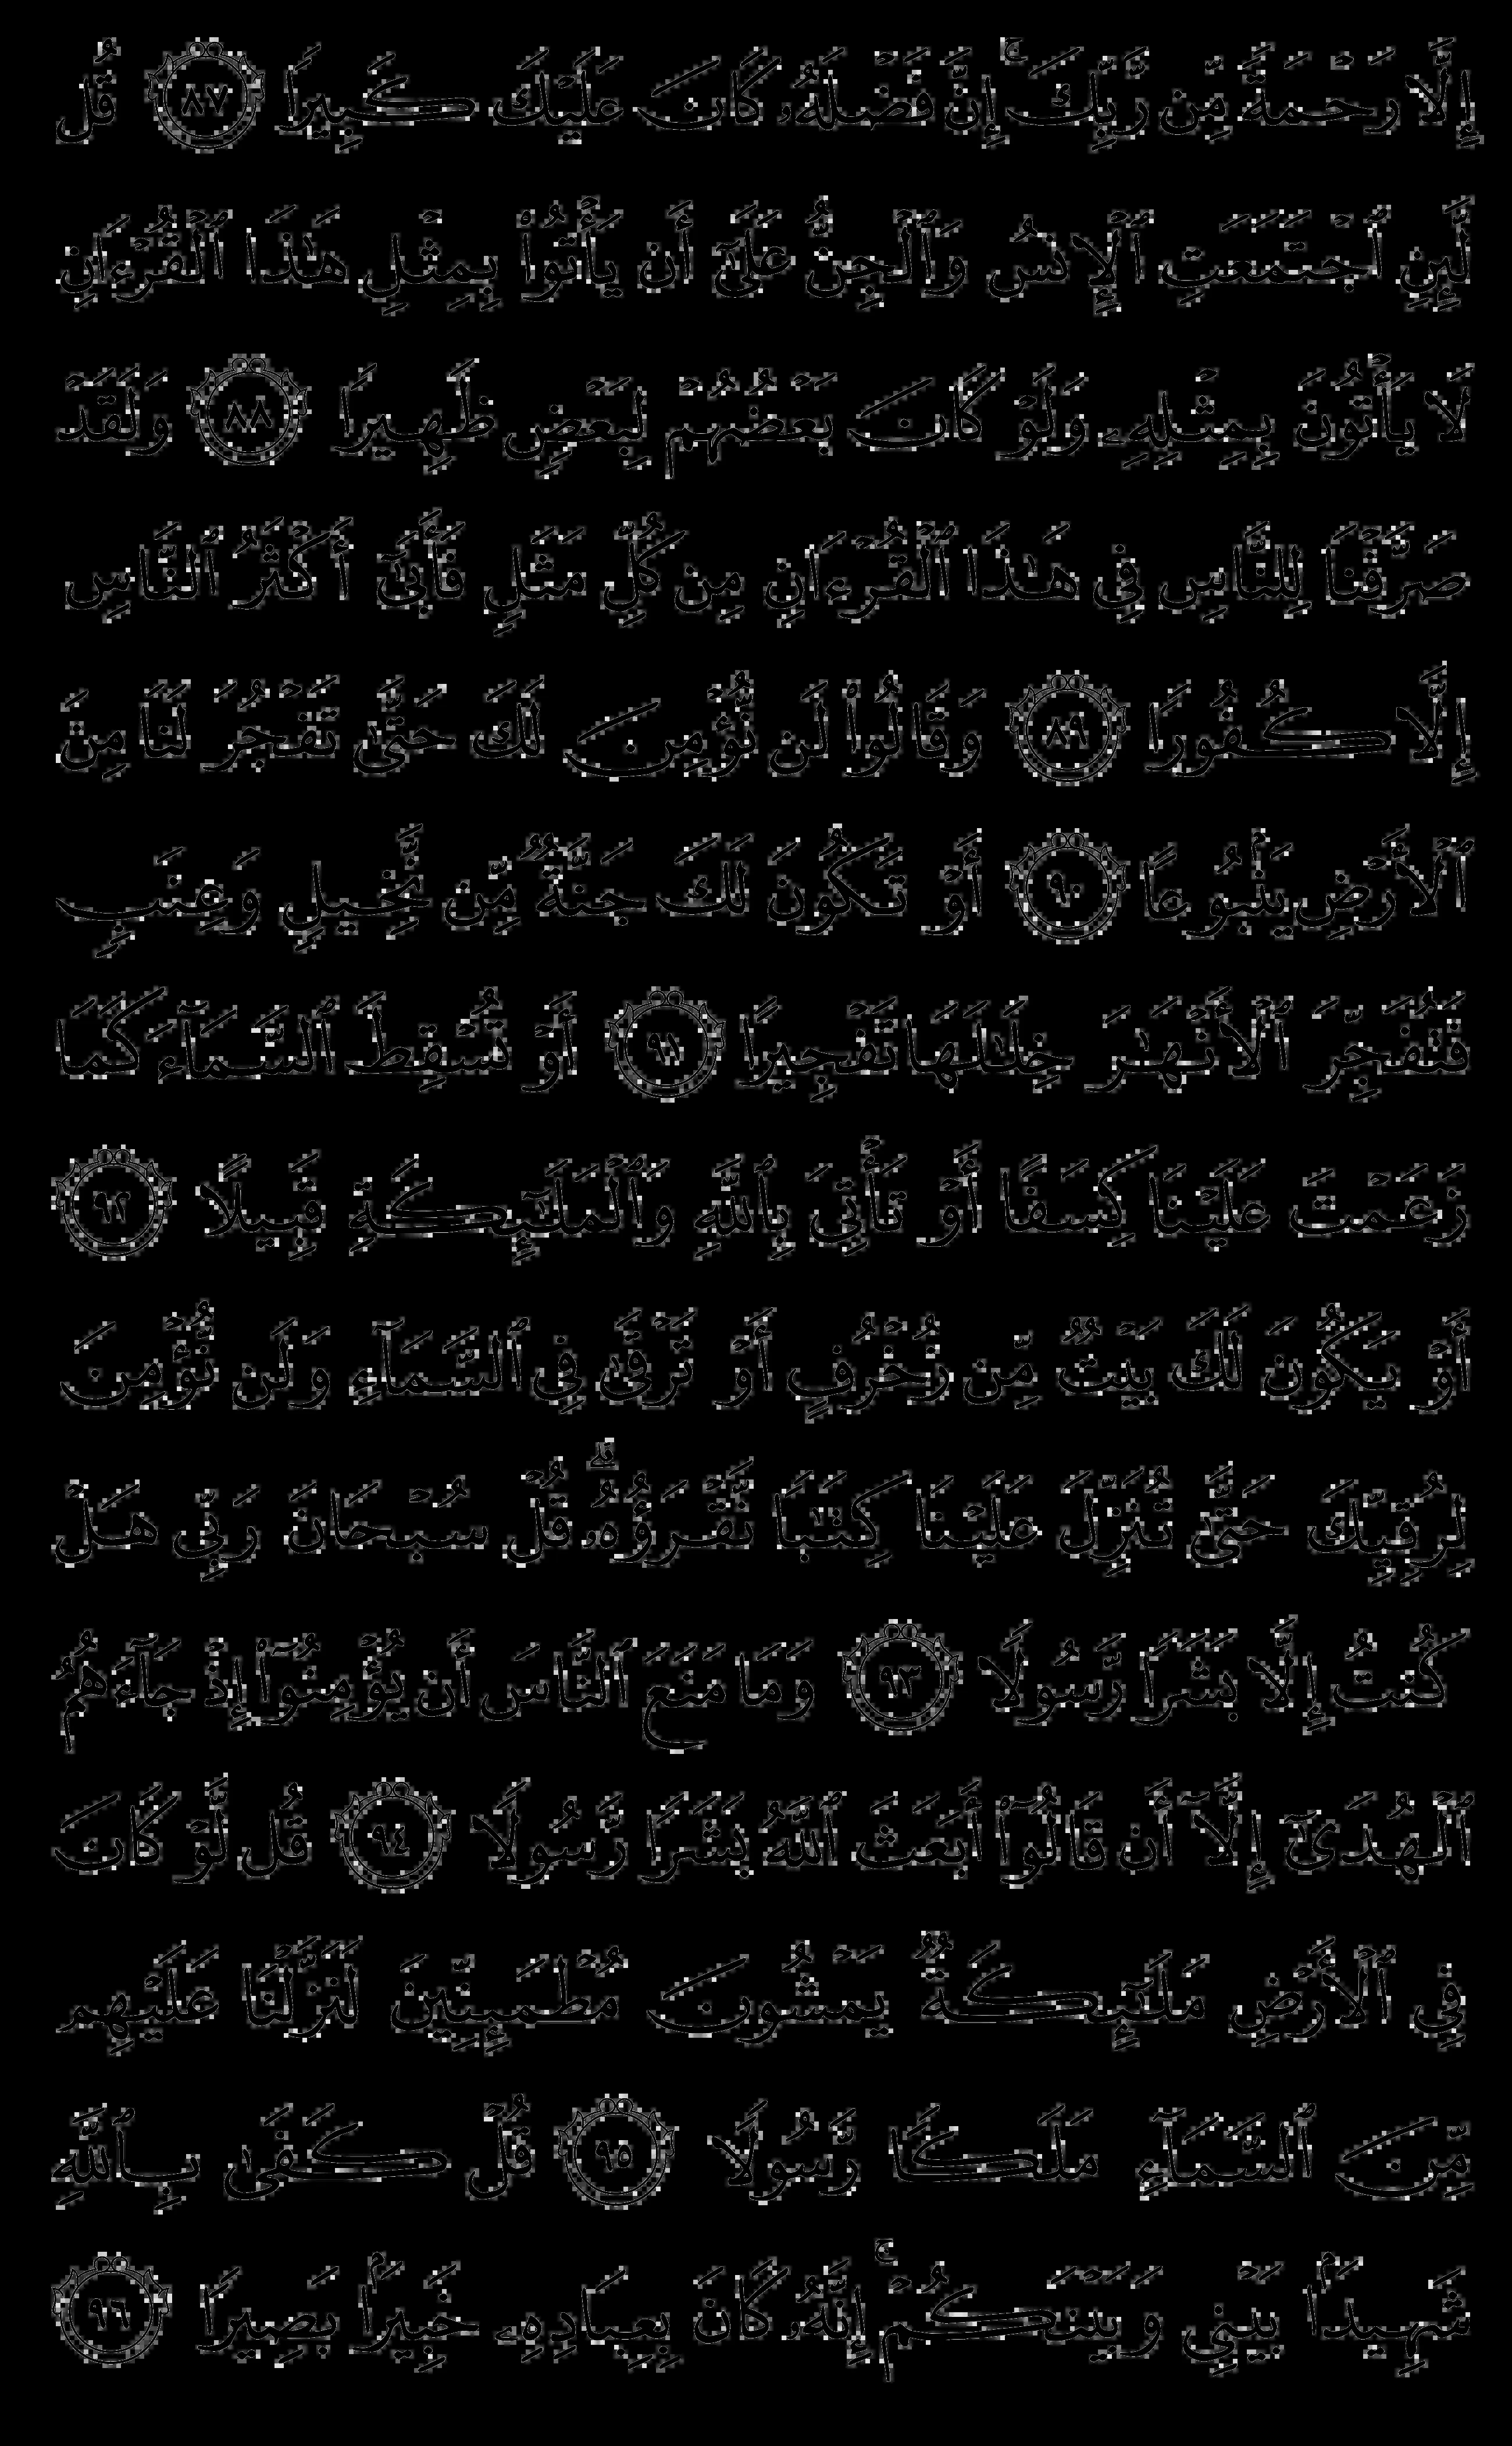 إِلَّا رَحْمَةً مِّن رَّبِّكَ ۚ إِنَّ فَضْلَهُۥ كَانَ عَلَيْكَ كَبِيرًا ٨٧ قُل
لَّئِنِ ٱجْتَمَعَتِ ٱلْإِنسُ وَٱلْجِنُّ عَلَىٰٓ أَن يَأْتُوا۟ بِمِثْلِ هَٰذَا ٱلْقُرْءَانِ
لَا يَأْتُونَ بِمِثْلِهِۦ وَلَوْ كَانَ بَعْضُهُمْ لِبَعْضٍ ظَهِيرًا ٨٨ وَلَقَدْ
صَرَّفْنَا لِلنَّاسِ فِى هَٰذَا ٱلْقُرْءَانِ مِن كُلِّ مَثَلٍ فَأَبَىٰٓ أَكْثَرُ ٱلنَّاسِ
إِلَّا كُفُورًا ٨٩ وَقَالُوا۟ لَن نُّؤْمِنَ لَكَ حَتَّىٰ تَفْجُرَ لَنَا مِنَ
ٱلْأَرْضِ يَنۢبُوعًا ٩٠ أَوْ تَكُونَ لَكَ جَنَّةٌ مِّن نَّخِيلٍ وَعِنَبٍ
فَتُفَجِّرَ ٱلْأَنْهَٰرَ خِلَٰلَهَا تَفْجِيرًا ٩١ أَوْ تُسْقِطَ ٱلسَّمَآءَ كَمَا
زَعَمْتَ عَلَيْنَا كِسَفًا أَوْ تَأْتِىَ بِٱللَّهِ وَٱلْمَلَٰٓئِكَةِ قَبِيلًا ٩٢
أَوْ يَكُونَ لَكَ بَيْتٌ مِّن زُخْرُفٍ أَوْ تَرْقَىٰ فِى ٱلسَّمَآءِ وَلَن نُّؤْمِنَ
لِرُقِيِّكَ حَتَّىٰ تُنَزِّلَ عَلَيْنَا كِتَٰبًا نَّقْرَؤُهُۥ ۗ قُلْ سُبْحَانَ رَبِّى هَلْ
كُنتُ إِلَّا بَشَرًا رَّسُولًا ٩٣ وَمَا مَنَعَ ٱلنَّاسَ أَن يُؤْمِنُوٓا۟ إِذْ جَآءَهُمُ
ٱلْهُدَىٰٓ إِلَّآ أَن قَالُوٓا۟ أَبَعَثَ ٱللَّهُ بَشَرًا رَّسُولًا ٩٤ قُل لَّوْ كَانَ
فِى ٱلْأَرْضِ مَلَٰٓئِكَةٌ يَمْشُونَ مُطْمَئِنِّينَ لَنَزَّلْنَا عَلَيْهِم
مِّنَ ٱلسَّمَآءِ مَلَكًا رَّسُولًا ٩٥ قُلْ كَفَىٰ بِٱللَّهِ
شَهِيدًۢا بَيْنِى وَبَيْنَكُمْ ۚ إِنَّهُۥ كَانَ بِعِبَادِهِۦ خَبِيرًۢا بَصِيرًا ٩٦